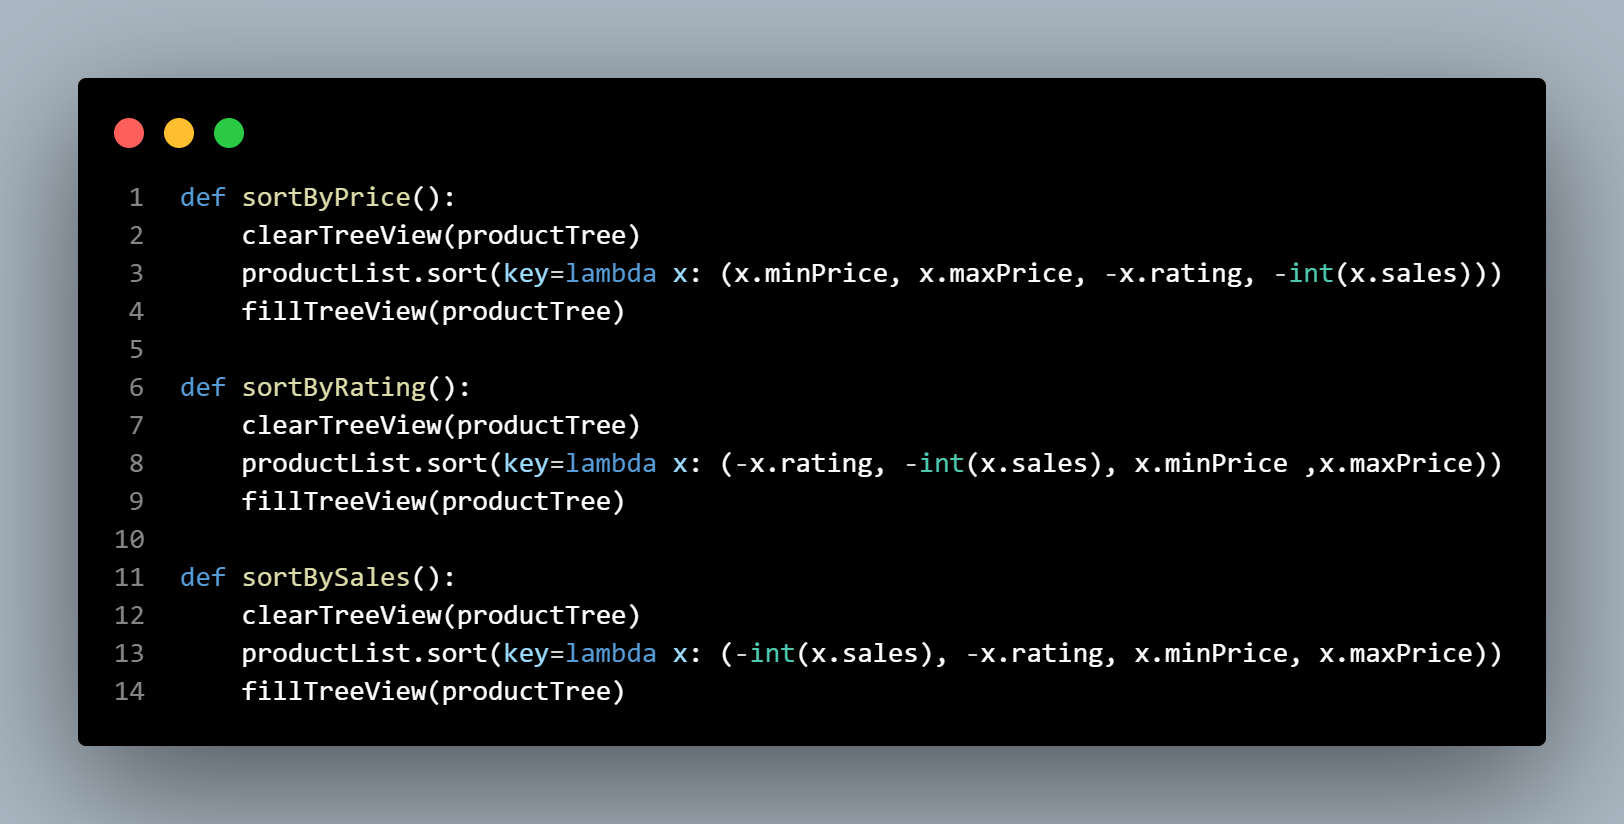 1 def sortByPrice():
2     clearTreeView(productTree)
3     productList.sort(key=lambda x: (x.minPrice, x.maxPrice, -x.rating, -int(x.sales)))
4     fillTreeView(productTree)
5
6 def sortByRating():
7     clearTreeView(productTree)
8     productList.sort(key=lambda x: (-x.rating, -int(x.sales), x.minPrice ,x.maxPrice))
9     fillTreeView(productTree)
10
11 def sortBySales():
12     clearTreeView(productTree)
13     productList.sort(key=lambda x: (-int(x.sales), -x.rating, x.minPrice, x.maxPrice))
14     fillTreeView(productTree)